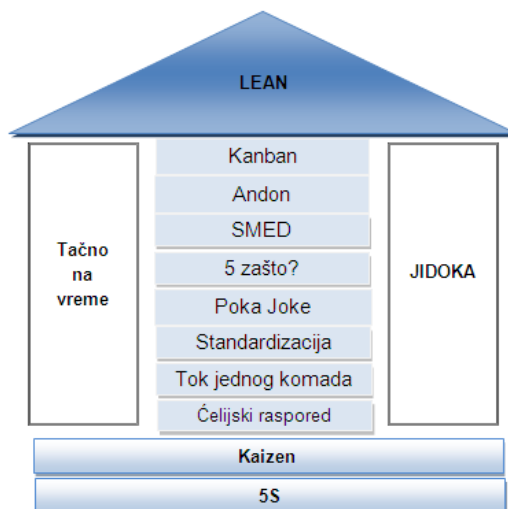 LEAN
Kanban
Andon
SMED
5 zašto?
Poka Joke
Standardizacija
Tok jednog komada
Ćelijski raspored
Tačno
na
vreme
JIDOKA
Kaizen
5S